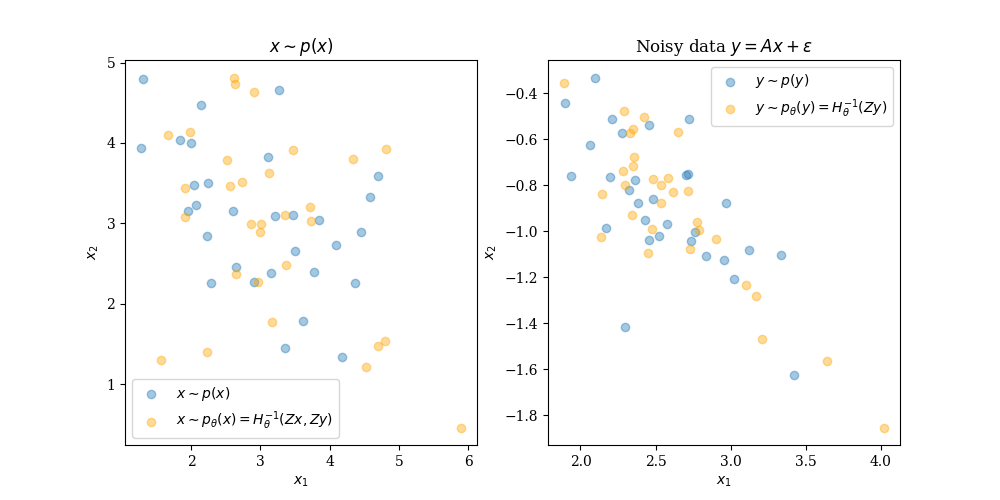 x ∼ p(x)
5
4
3
2
1
x₂
x ∼ p(x)
x ∼ p_θ(x) = H_θ^{-1}(Zx, Zy)
2 3 4 5 6
x₁
Noisy data y = Ax + ε
−0.4
−0.6
−0.8
−1.0
−1.2
−1.4
−1.6
−1.8
x₂
y ∼ p(y)
y ∼ p_θ(y) = H_θ^{-1}(Zy)
2.0 2.5 3.0 3.5 4.0
x₁